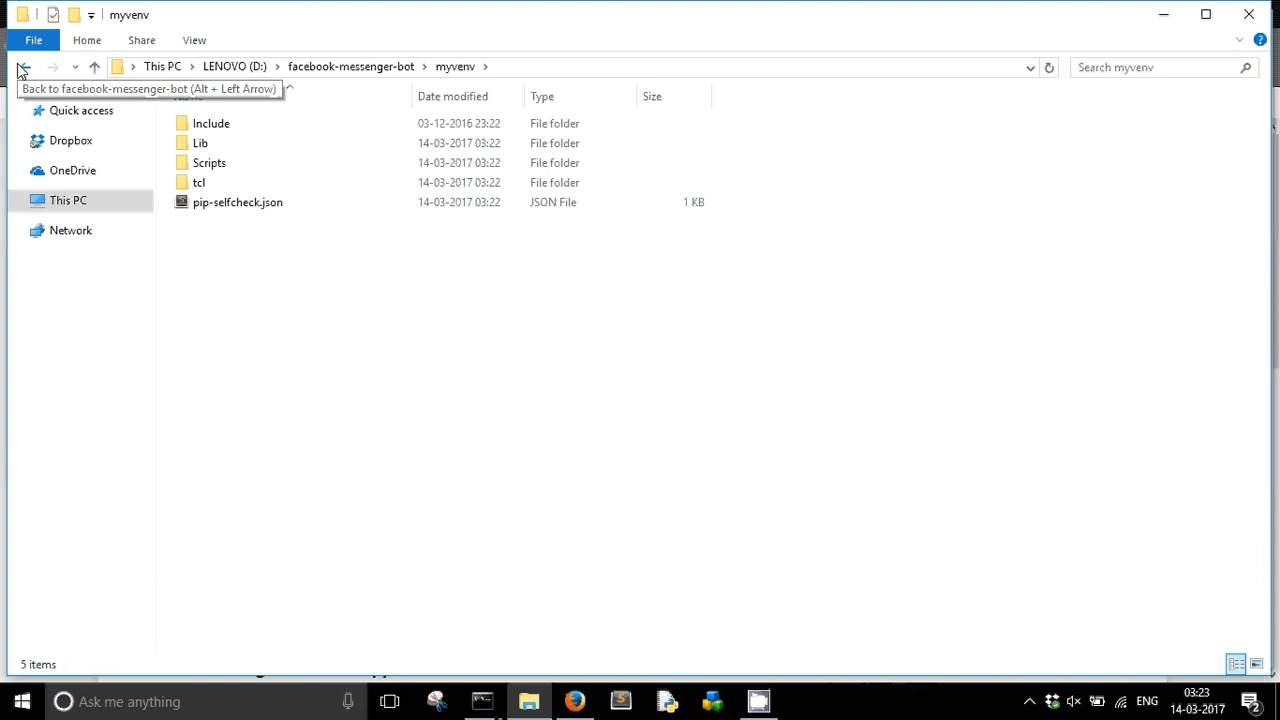 myvenv
File Home Share View
This PC LENOVO (D:) facebook-messenger-bot myvenv
Search myvenv
Back to facebook-messenger-bot (Alt + Left Arrow)
Date modified Type Size
Quick access
Dropbox
OneDrive
This PC
Network
Include 03-12-2016 23:22 File folder
Lib 14-03-2017 03:22 File folder
Scripts 14-03-2017 03:22 File folder
tcl 14-03-2017 03:22 File folder
pip-selfcheck.json 14-03-2017 03:22 JSON File 1 KB
5 items
Ask me anything
ENG
03:23
14-03-2017
2